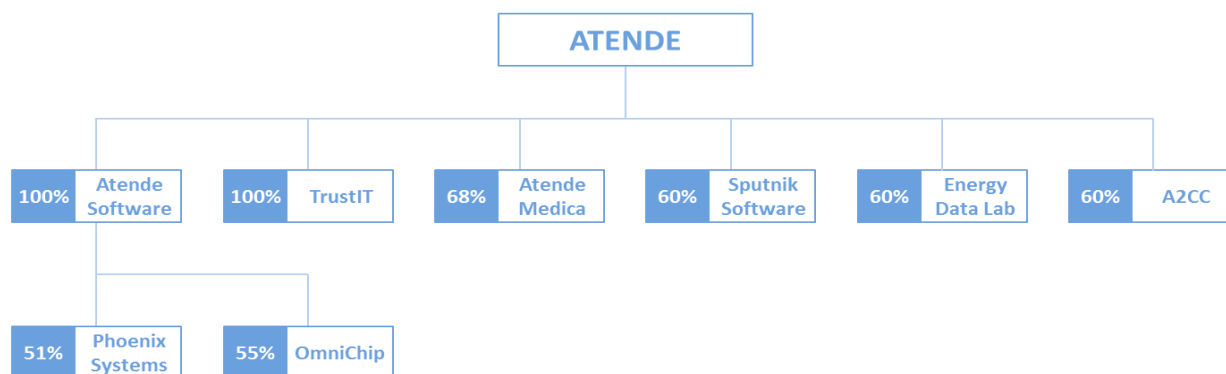 ATENDE
100%
Atende
Software
100%
TrustIT
68%
Atende
Medica
60%
Sputnik
Software
60%
Energy
Data Lab
60%
A2CC
51%
Phoenix
Systems
55%
OmniChip